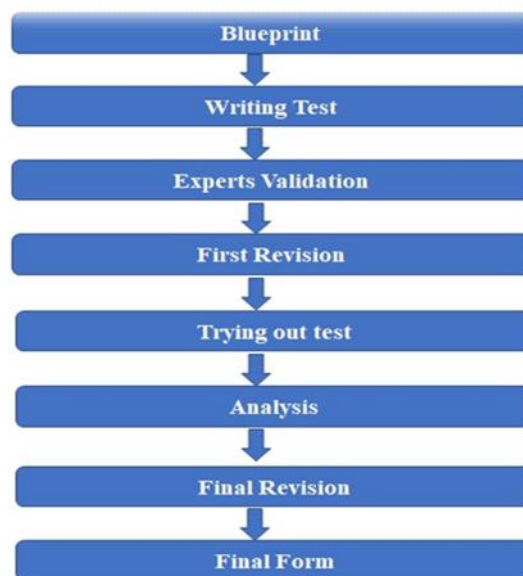 Blueprint
Writing Test
Experts Validation
First Revision
Trying out test
Analysis
Final Revision
Final Form